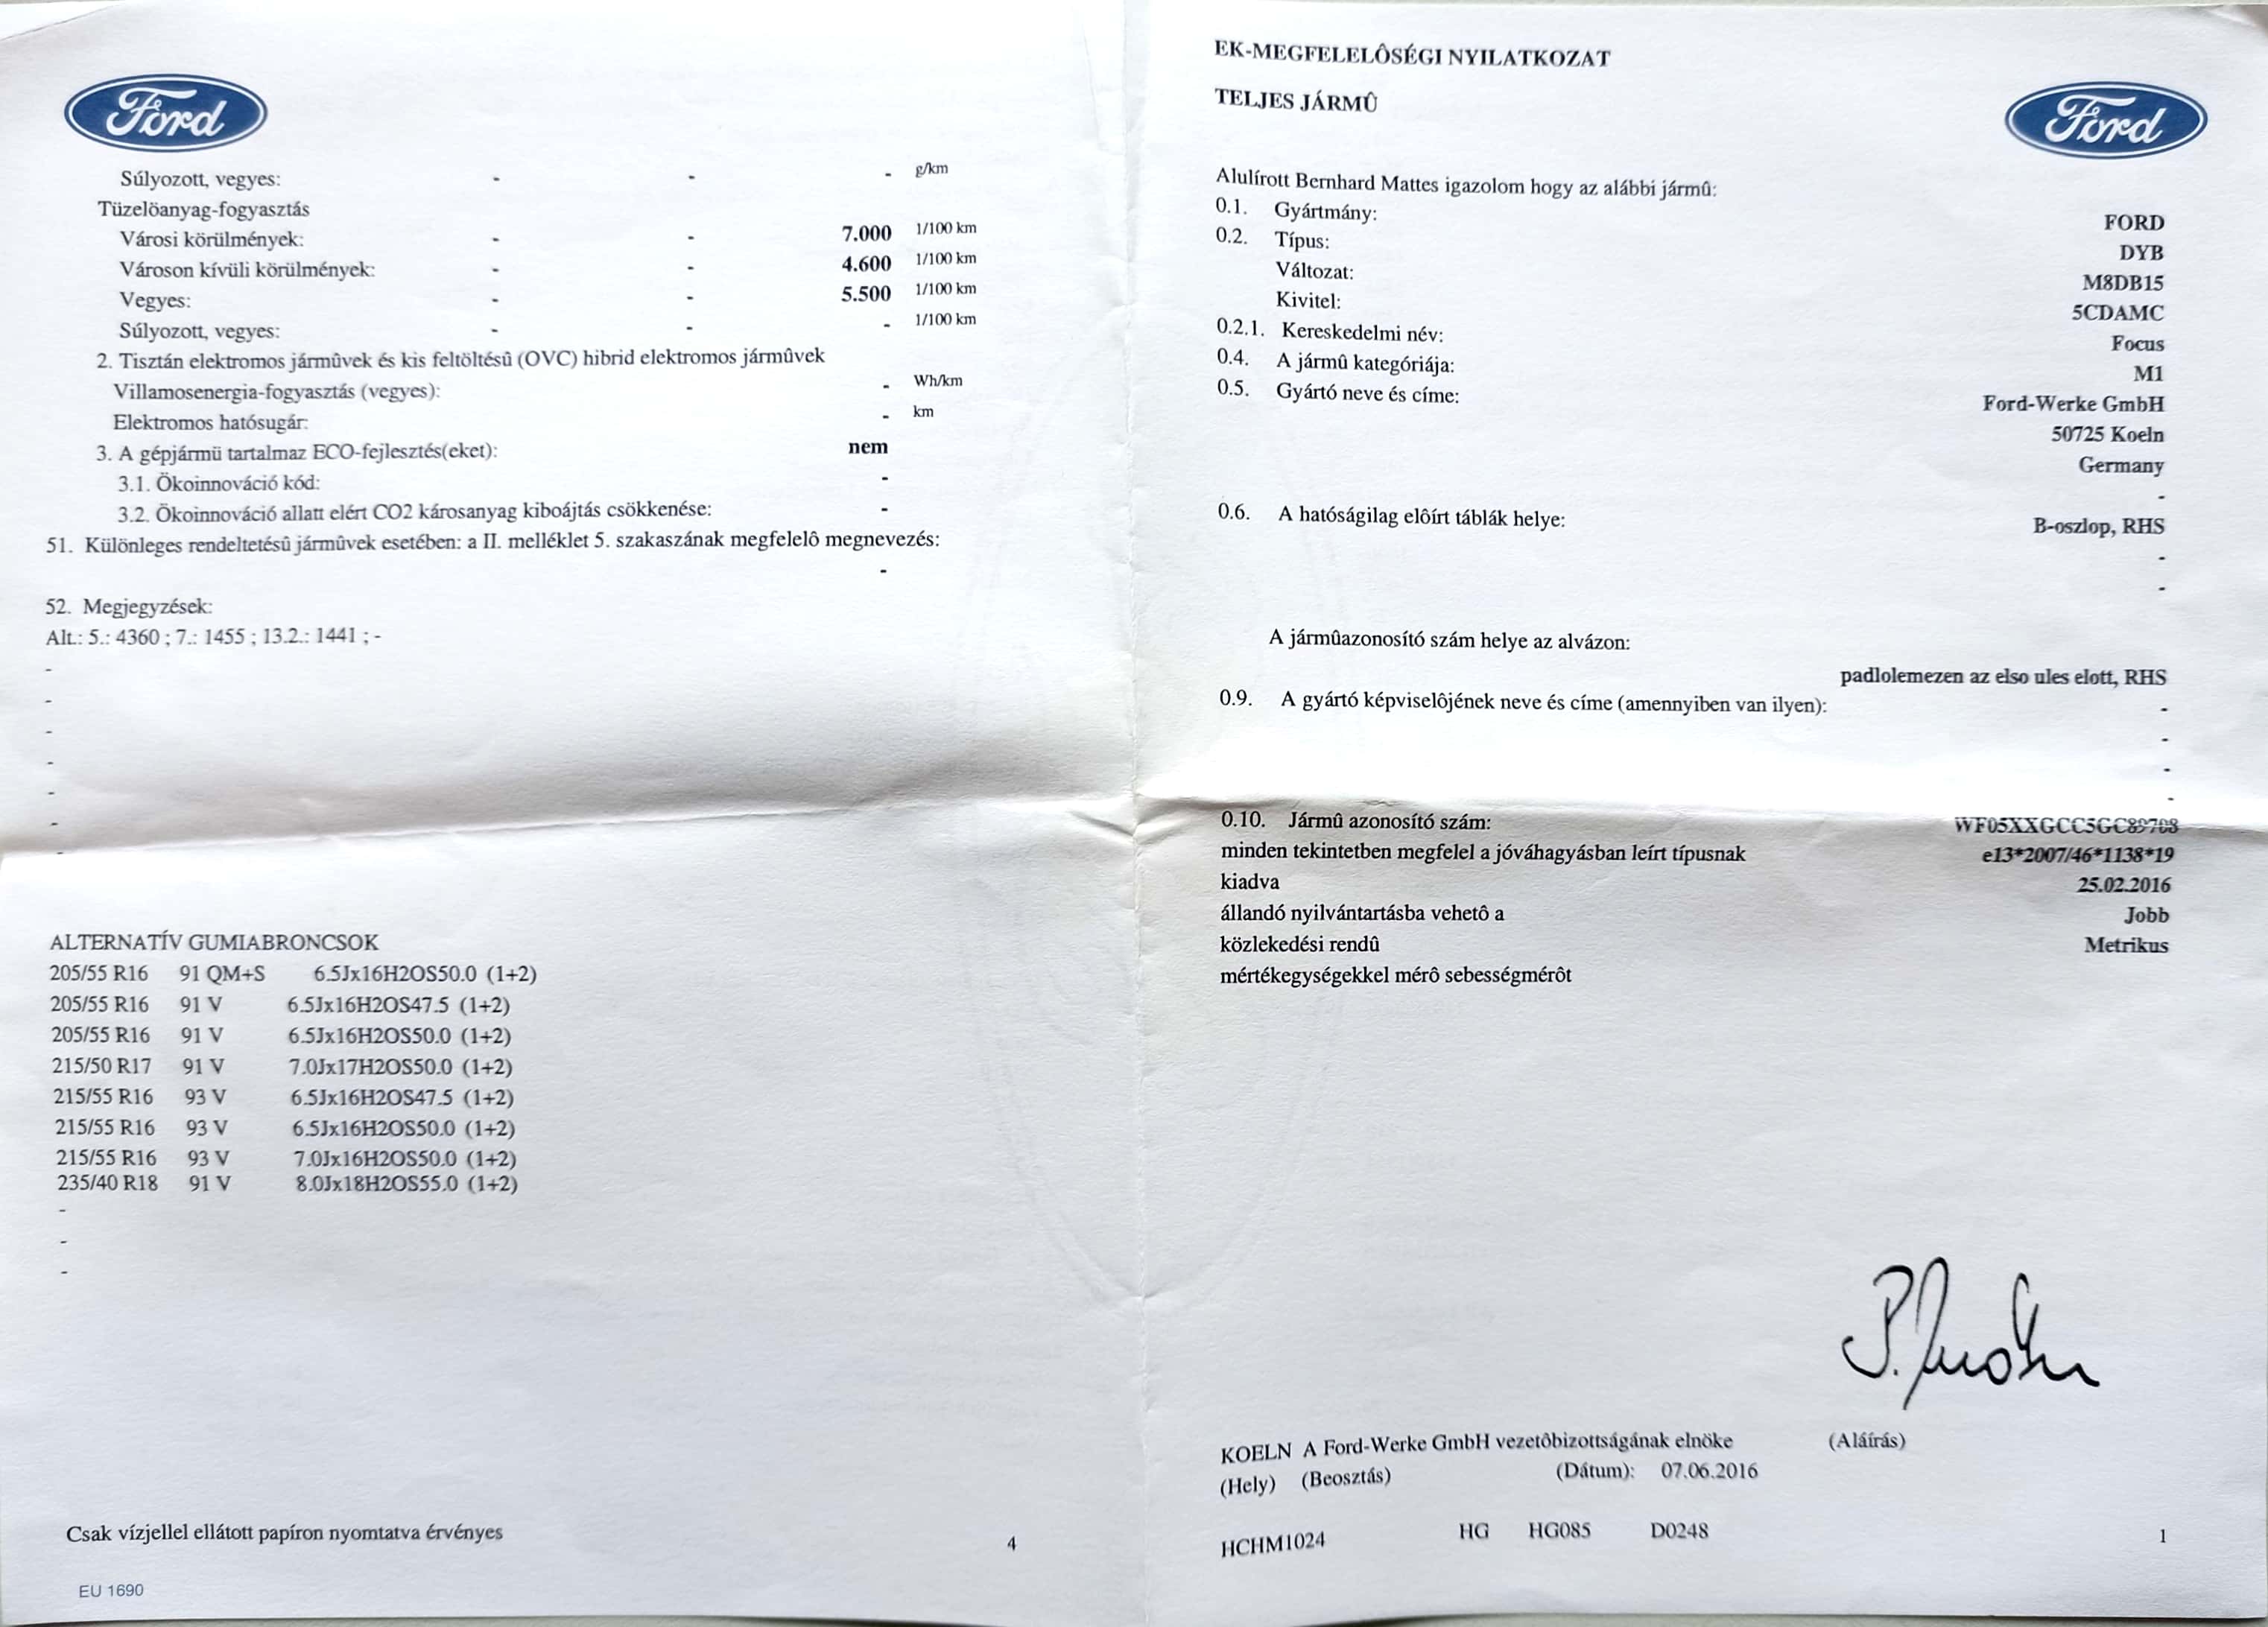 Ford
Súlyozott, vegyes: - - - g/km
Tüzelöanyag-fogyasztás
Városi körülmények: - - 7.000 1/100 km
Városon kívüli körülmények: - - 4.600 1/100 km
Vegyes: - - 5.500 1/100 km
Súlyozott, vegyes: - - - 1/100 km
2. Tisztán elektromos jármûvek és kis feltöltésû (OVC) hibrid elektromos jármûvek
Villamosenergia-fogyasztás (vegyes): - Wh/km
Elektromos hatósugár: - km
3. A gépjármü tartalmaz ECO-fejlesztés(eket): nem
3.1. Ökoinnováció kód: -
3.2. Ökoinnováció allatt elért CO2 károsanyag kiboájtás csökkenése: -
51. Különleges rendeltetésû jármûvek esetében: a II. melléklet 5. szakaszának megfelelô megnevezés:
-
52. Megjegyzések:
Alt.: 5.: 4360 ; 7.: 1455 ; 13.2.: 1441 ; -
-
-
-
-
-
-
-
ALTERNATÍV GUMIABRONCSOK
205/55 R16 91 QM+S 6.5Jx16H2OS50.0 (1+2)
205/55 R16 91 V 6.5Jx16H2OS47.5 (1+2)
205/55 R16 91 V 6.5Jx16H2OS50.0 (1+2)
215/50 R17 91 V 7.0Jx17H2OS50.0 (1+2)
215/55 R16 93 V 6.5Jx16H2OS47.5 (1+2)
215/55 R16 93 V 6.5Jx16H2OS50.0 (1+2)
215/55 R16 93 V 7.0Jx16H2OS50.0 (1+2)
235/40 R18 91 V 8.0Jx18H2OS55.0 (1+2)
-
-
-
Csak vízjellel ellátott papíron nyomtatva érvényes
4
EU 1690
EK-MEGFELELÔSÉGI NYILATKOZAT
TELJES JÁRMÛ
Ford
Alulírott Bernhard Mattes igazolom hogy az alábbi jármû:
0.1. Gyártmány: FORD
0.2. Típus: DYB
Változat: M8DB15
Kivitel: 5CDAMC
0.2.1. Kereskedelmi név: Focus
0.4. A jármû kategóriája: M1
0.5. Gyártó neve és címe: Ford-Werke GmbH
50725 Koeln
Germany
-
0.6. A hatóságilag elôírt táblák helye: B-oszlop, RHS
-
-
A jármûazonosító szám helye az alvázon:
padlolemezen az elso ules elott, RHS
0.9. A gyártó képviselôjének neve és címe (amennyiben van ilyen): -
-
-
-
0.10. Jármû azonosító szám: WF05XXGCC5GC89708
minden tekintetben megfelel a jóváhagyásban leírt típusnak e13*2007/46*1138*19
kiadva 25.02.2016
állandó nyilvántartásba vehetô a Jobb
közlekedési rendû Metrikus
mértékegységekkel mérô sebességmérôt
KOELN A Ford-Werke GmbH vezetôbizottságának elnöke (Aláírás)
(Hely) (Beosztás) (Dátum): 07.06.2016
HCHM1024 HG HG085 D0248
1